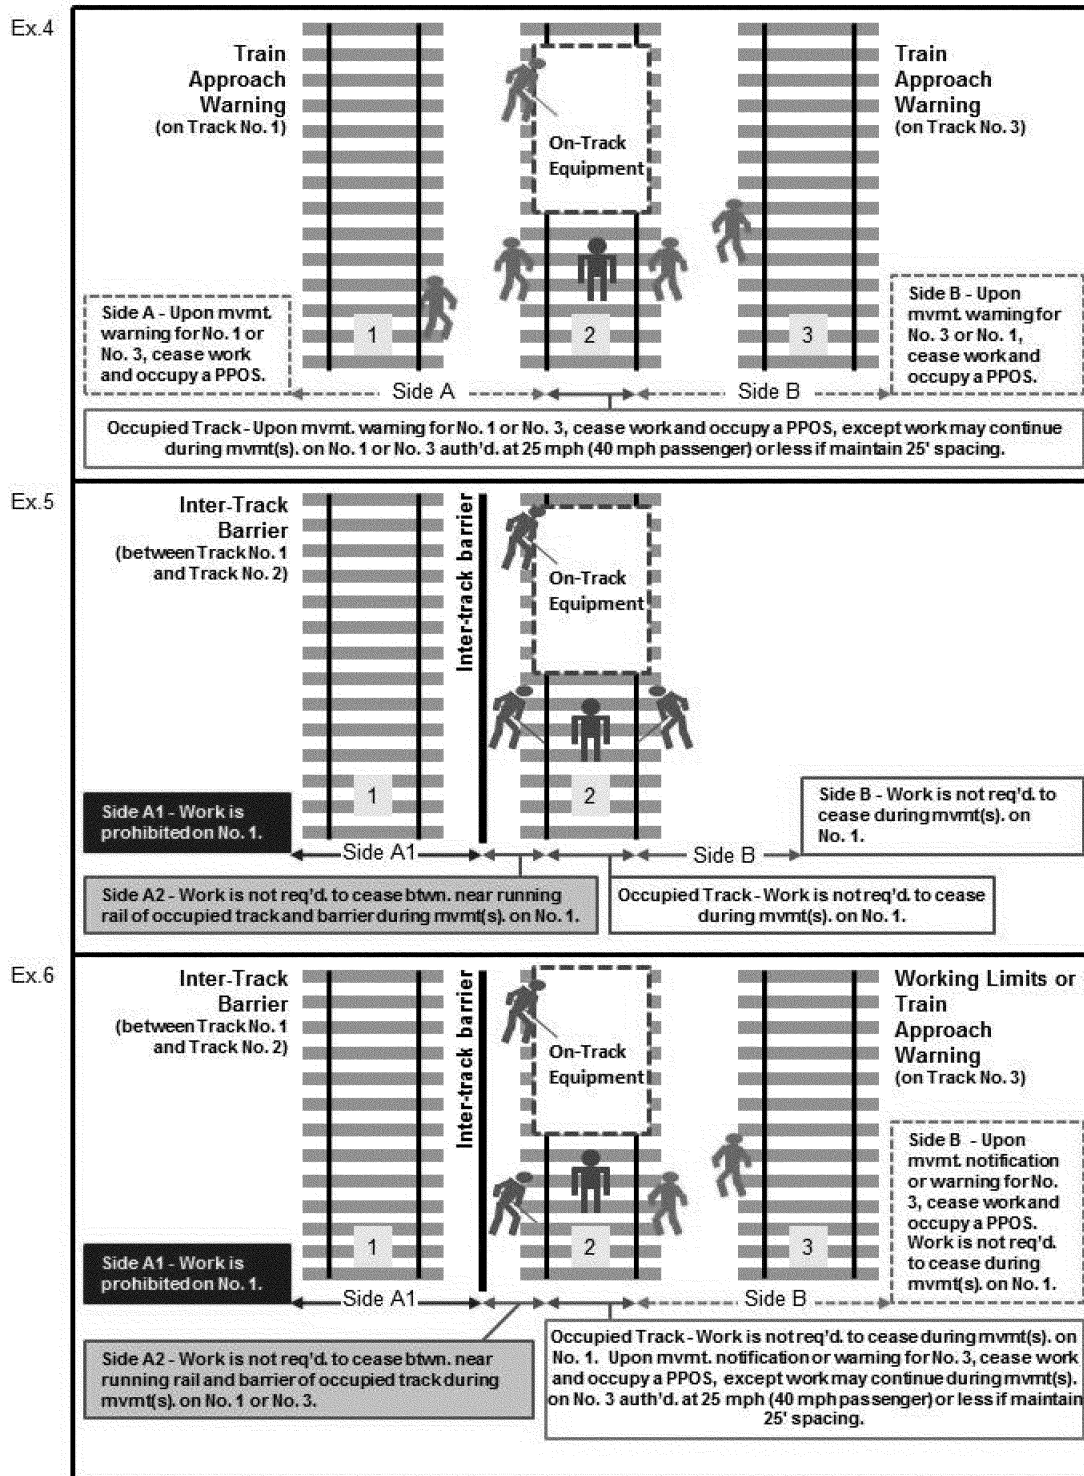 Ex.4
Train
Approach
Warning
(on Track No. 1)
On-Track
Equipment
Train
Approach
Warning
(on Track No. 3)
Side A - Upon mvmt.
warning for No. 1 or
No. 3, cease work
and occupy a PPOS.
1
2
3
Side B - Upon
mvmt.
warning for
No. 3 or No. 1,
cease work and
occupy a PPOS.
Side A
Side B
Occupied Track - Upon mvmt. warning for No. 1 or No. 3, cease work and occupy a PPOS, except work may continue
during mvmt(s). on No. 1 or No. 3 auth'd. at 25 mph (40 mph passenger) or less if maintain 25' spacing.
Ex.5
Inter-Track
Barrier
(between Track No. 1
and Track No. 2)
Inter-track barrier
On-Track
Equipment
1
2
Side A1 - Work is
prohibited on No. 1.
Side B - Work is not req'd. to
cease during mvmt(s). on
No. 1.
Side A1
Side B
Side A2 - Work is not req'd. to cease btwn. near running
rail of occupied track and barrier during mvmt(s). on No. 1.
Occupied Track - Work is not req'd. to cease
during mvmt(s). on No. 1.
Ex.6
Inter-Track
Barrier
(between Track No. 1
and Track No. 2)
Inter-track barrier
On-Track
Equipment
Working Limits or
Train
Approach
Warning
(on Track No. 3)
1
2
3
Side A1 - Work is
prohibited on No. 1.
Side B - Upon
mvmt. notification
or warning for No.
3, cease work and
occupy a PPOS.
Work is not req'd.
to cease during
mvmt(s). on No. 1.
Side A1
Side B
Side A2 - Work is not req'd. to cease btwn. near
running rail and barrier of occupied track during
mvmt(s). on No. 1 or No. 3.
Occupied Track - Work is not req'd. to cease during mvmt(s). on
No. 1. Upon mvmt. notification or warning for No. 3, cease work
and occupy a PPOS, except work may continue during mvmt(s).
on No. 3 auth'd. at 25 mph (40 mph passenger) or less if maintain
25' spacing.